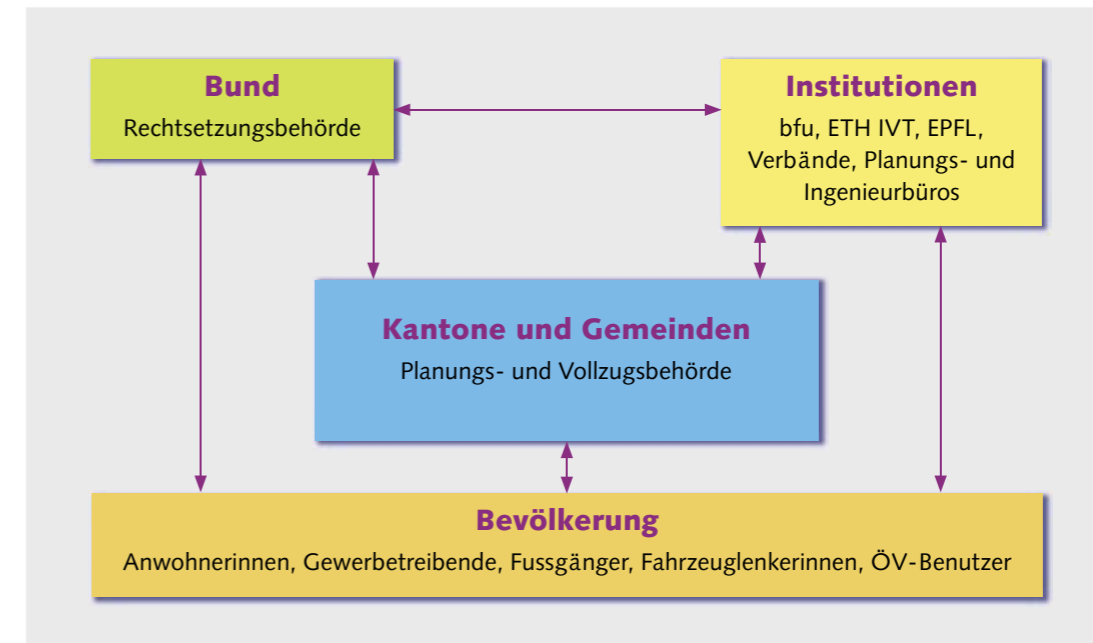 Bund
Rechtsetzungsbehörde
Institutionen
bfu, ETH IVT, EPFL,
Verbände, Planungs- und
Ingenieurbüros
Kantone und Gemeinden
Planungs- und Vollzugsbehörde
Bevölkerung
Anwohnerinnen, Gewerbetreibende, Fussgänger, Fahrzeuglenkerinnen, ÖV-Benutzer